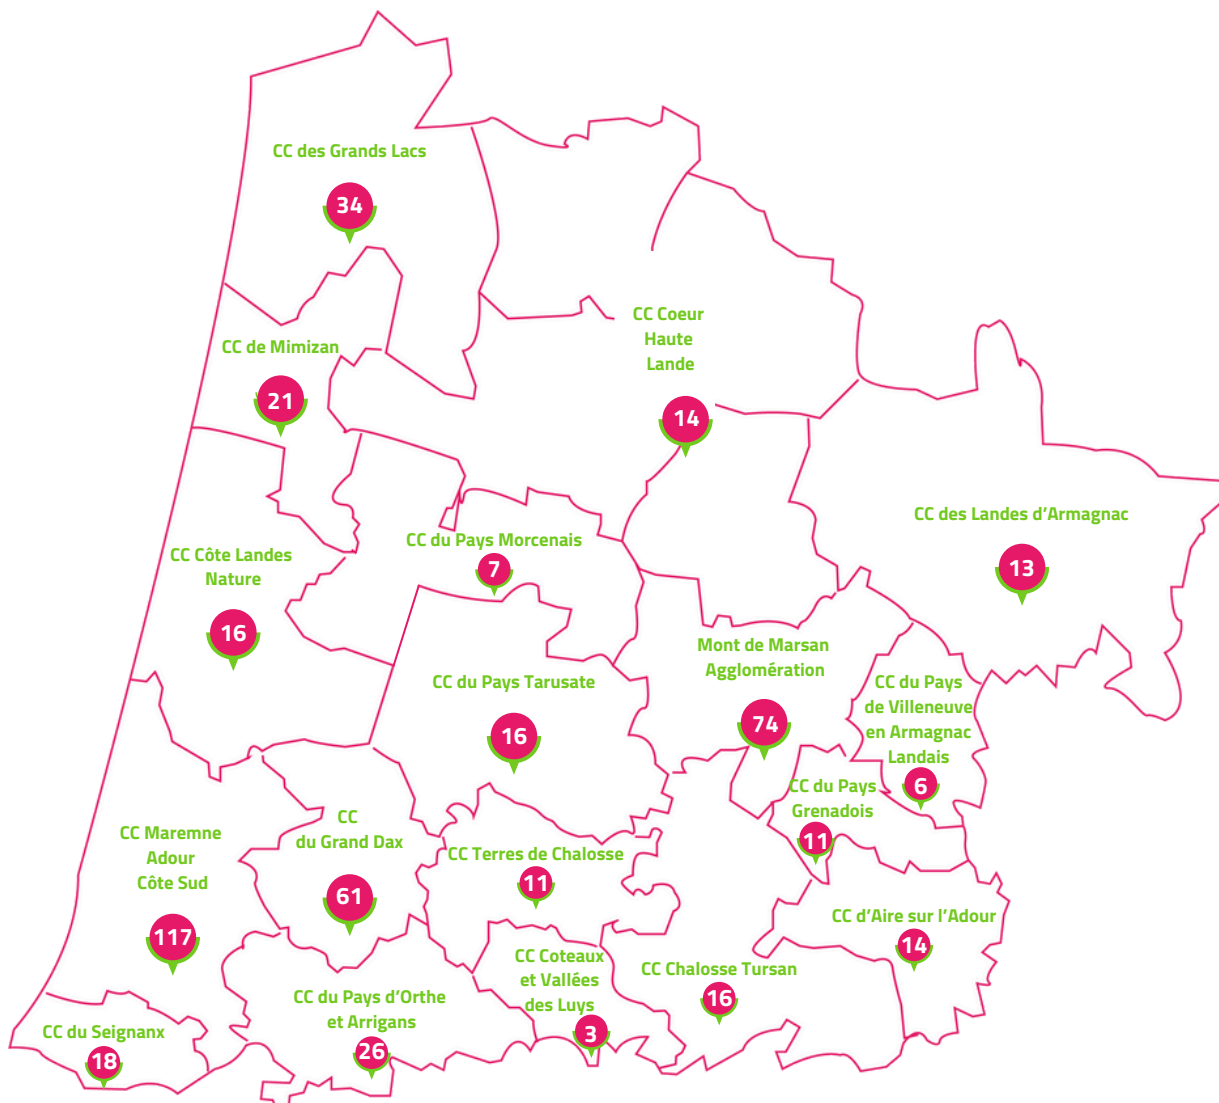 CC des Grands Lacs
34
CC Coeur
Haute
Lande
14
CC de Mimizan
21
CC des Landes d'Armagnac
13
CC du Pays Morcenais
7
CC Côte Landes
Nature
16
Mont de Marsan
Agglomération
74
CC du Pays Tarusate
16
CC du Pays
de Villeneuve
en Armagnac
Landais
6
CC du Pays
Grenadois
11
CC
du Grand Dax
61
CC Maremne
Adour
Côte Sud
117
CC Terres de Chalosse
11
CC d'Aire sur l'Adour
14
CC Coteaux
et Vallées
des Luys
3
CC Chalosse Tursan
16
CC du Pays d'Orthe
et Arrigans
26
CC du Seignanx
18